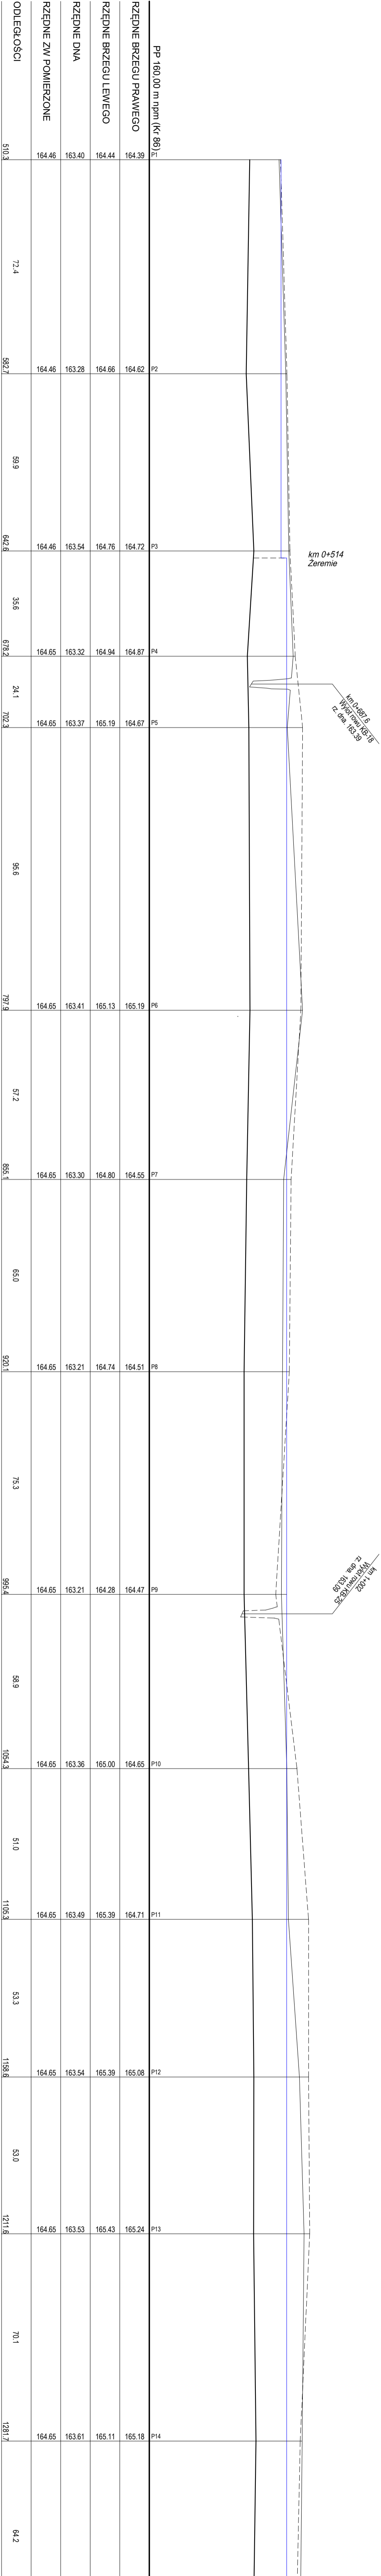 km 0+514
Żeremie
km 0+687.6
Wylot rowu KB-18
rz. dna. 163.39
km 1+002
Wylot rowu KB-25
rz. dna. 163.09
PP 160,00 m npm (Kr 86)
P1 P2 P3 P4 P5 P6 P7 P8 P9 P10 P11 P12 P13 P14
RZĘDNE BRZEGU PRAWEGO 164.39 164.62 164.72 164.87 164.67 165.19 164.55 164.51 164.47 164.65 164.71 165.08 165.24 165.18
RZĘDNE BRZEGU LEWEGO 164.44 164.66 164.76 164.94 165.19 165.13 164.80 164.74 164.28 165.00 165.39 165.39 165.43 165.11
RZĘDNE DNA 163.40 163.28 163.54 163.32 163.37 163.41 163.30 163.21 163.21 163.36 163.49 163.54 163.53 163.61
RZĘDNE ZW POMIERZONE 164.46 164.46 164.46 164.65 164.65 164.65 164.65 164.65 164.65 164.65 164.65 164.65 164.65 164.65
ODLEGŁOŚCI 72.4 59.9 35.6 24.1 95.6 57.2 65.0 75.3 58.9 51.0 53.3 53.0 70.1 64.2
510.3 582.7 642.6 678.2 702.3 797.9 855.1 920.1 995.4 1054.3 1105.3 1158.6 1211.6 1281.7